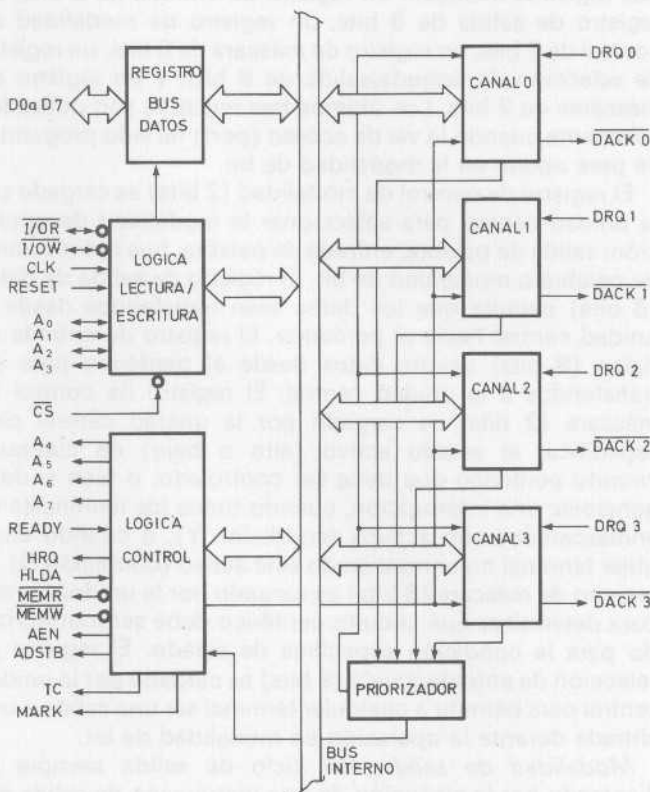 REGISTRO
BUS
DATOS
D0 a D7
CANAL 0
DRQ 0
DACK 0
CANAL 1
DRQ 1
DACK 1
CANAL 2
DRQ 2
DACK 2
CANAL 3
DRQ 3
DACK 3
I/OR
I/OW
CLK
RESET
A0
A1
A2
A3
CS
LOGICA
LECTURA /
ESCRITURA
A4
A5
A6
A7
READY
HRQ
HLDA
MEMR
MEMW
AEN
ADSTB
TC
MARK
LOGICA
CONTROL
PRIORIZADOR
BUS
INTERNO